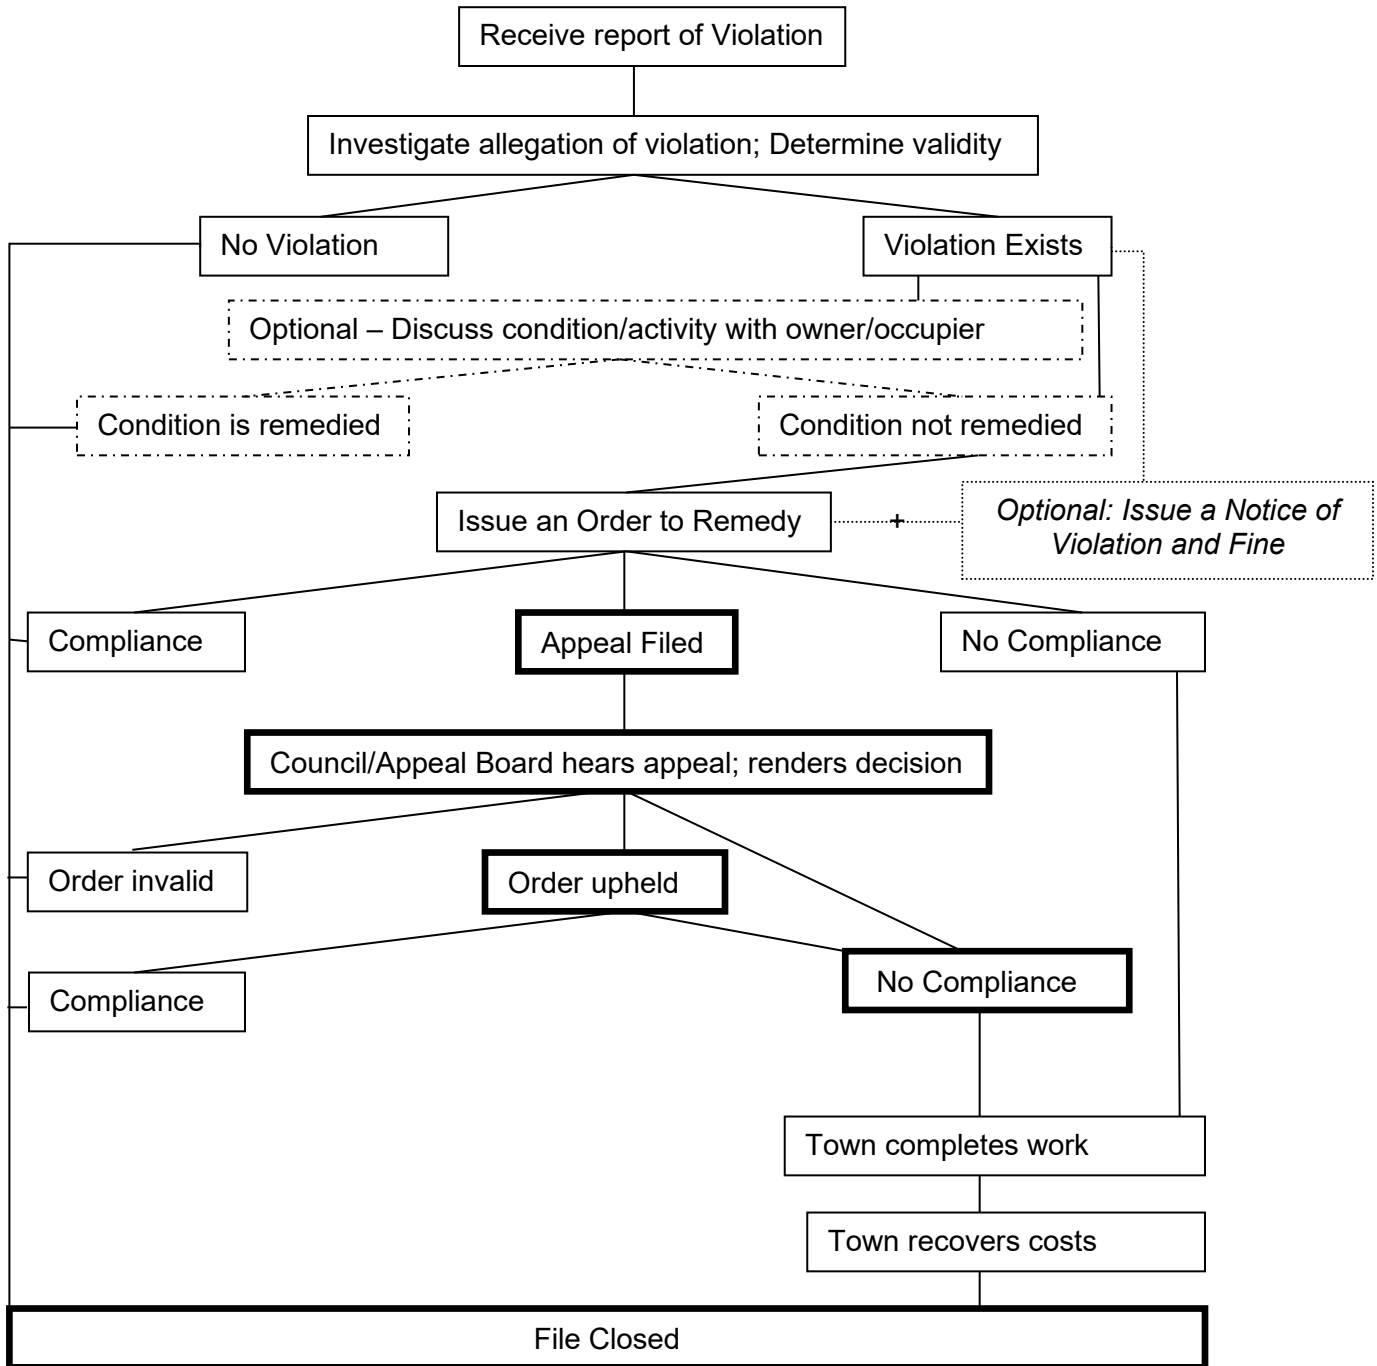 Receive report of Violation
Investigate allegation of violation; Determine validity
No Violation
Violation Exists
Optional – Discuss condition/activity with owner/occupier
Condition is remedied
Condition not remedied
Issue an Order to Remedy
+
Optional: Issue a Notice of
Violation and Fine
Compliance
Appeal Filed
No Compliance
Council/Appeal Board hears appeal; renders decision
Order invalid
Order upheld
Compliance
No Compliance
Town completes work
Town recovers costs
File Closed